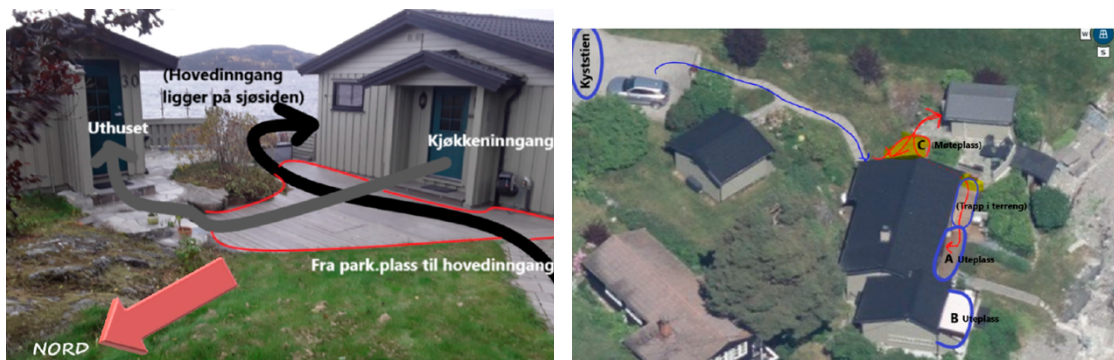 30
(Hovedinngang
ligger på sjøsiden)
Uthuset
Kjøkkeninngang
Fra park.plass til hovedinngang
NORD
Kyststien
W
S
C (Møteplass)
(Trapp i terreng)
A Uteplass
B Uteplass